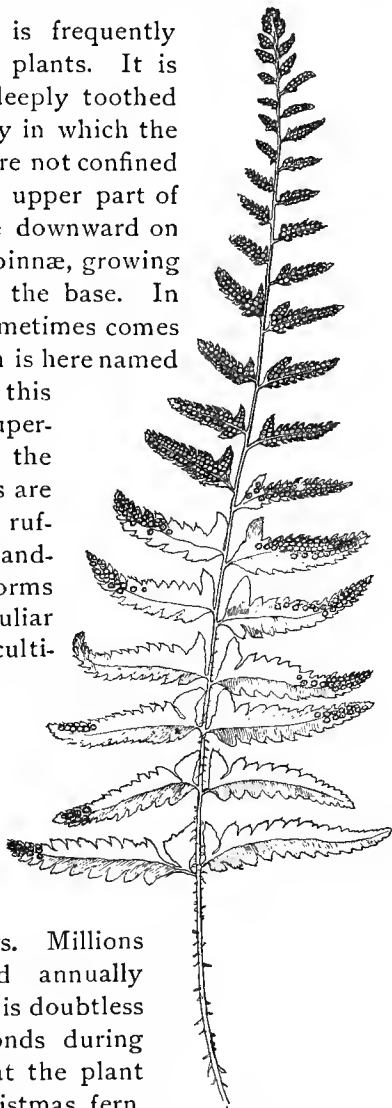 is frequently
plants. It is
deeply toothed
y in which the
re not confined
upper part of
downward on
pinnæ, growing
the base. In
metimes comes
is here named
this
uper-
the
s are
ruf-
and-
orms
uliar
culti-
s. Millions
d annually
is doubtless
onds during
at the plant
istmas fern.